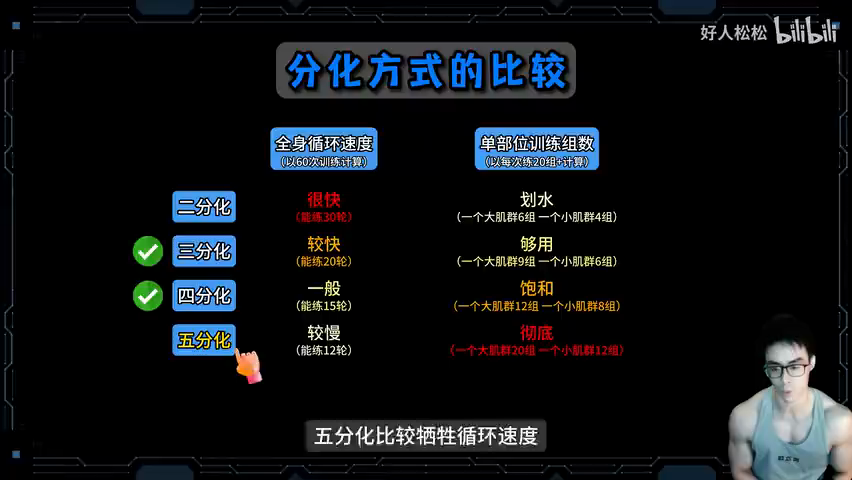 好人松松 bilibili
分化方式的比较
全身循环速度 单部位训练组数
(以60次训练计算) (以每次练20组+计算)
二分化 很快 划水
(能练30轮) (一个大肌群6组 一个小肌群4组)
三分化 较快 够用
(能练20轮) (一个大肌群9组 一个小肌群6组)
四分化 一般 饱和
(能练15轮) (一个大肌群12组 一个小肌群8组)
五分化 较慢 彻底
(能练12轮) (一个大肌群20组 一个小肌群12组)
五分化比较牺牲循环速度